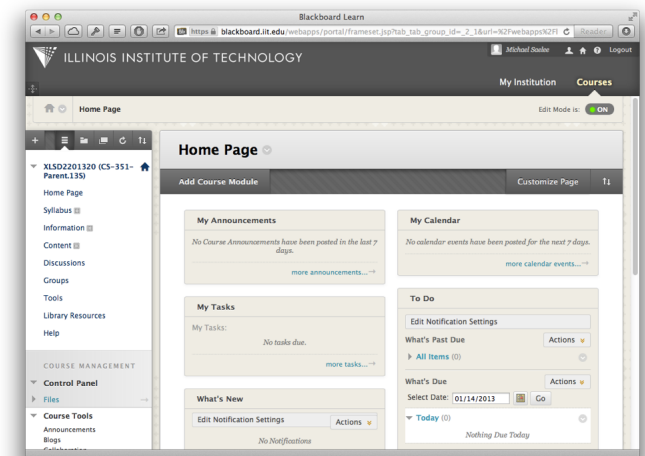 Blackboard Learn
https blackboard.iit.edu/webapps/portal/frameset.jsp?tab_tab_group_id=_2_1&url=%2Fwebapps%2Fl
Reader
ILLINOIS INSTITUTE OF TECHNOLOGY
Michael Saelee
Logout
My Institution Courses
Home Page
Edit Mode is: ON
XLSD2201320 (CS-351-
Parent.13S)
Home Page
Syllabus
Information
Content
Discussions
Groups
Tools
Library Resources
Help
COURSE MANAGEMENT
Control Panel
Files
Course Tools
Announcements
Blogs
Collaboration
Home Page
Add Course Module
Customize Page
My Announcements
No Course Announcements have been posted in the last 7
days.
more announcements...→
My Tasks
My Tasks:
No tasks due.
more tasks...→
What's New
Edit Notification Settings Actions
No Notifications
My Calendar
No calendar events have been posted for the next 7 days.
more calendar events...→
To Do
Edit Notification Settings
What's Past Due Actions
All Items (0)
What's Due Actions
Select Date: 01/14/2013 Go
Today (0)
Nothing Due Today